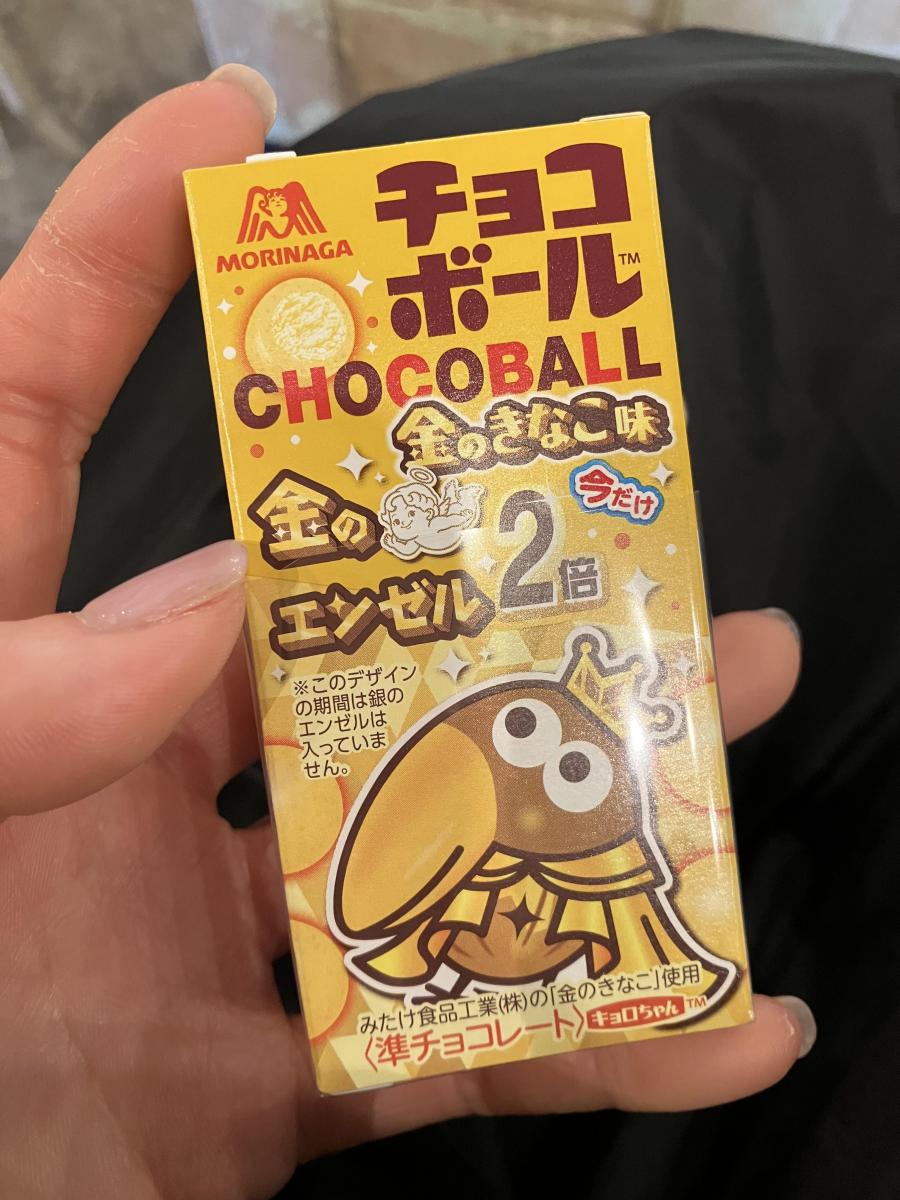 MORINAGA
チョコ
ボール™
CHOCOBALL
金のきなこ味
今だけ
金の
エンゼル
2倍
※このデザイン
の期間は銀の
エンゼルは
入っていま
せん。
みたけ食品工業(株)の「金のきなこ」使用
〈準チョコレート〉
キョロちゃん™